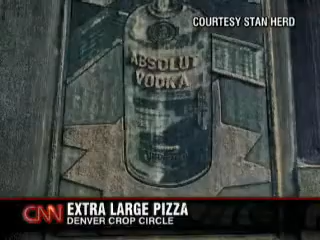 COURTESY STAN HERD
ABSOLUT
VODKA
CNN
EXTRA LARGE PIZZA
DENVER CROP CIRCLE